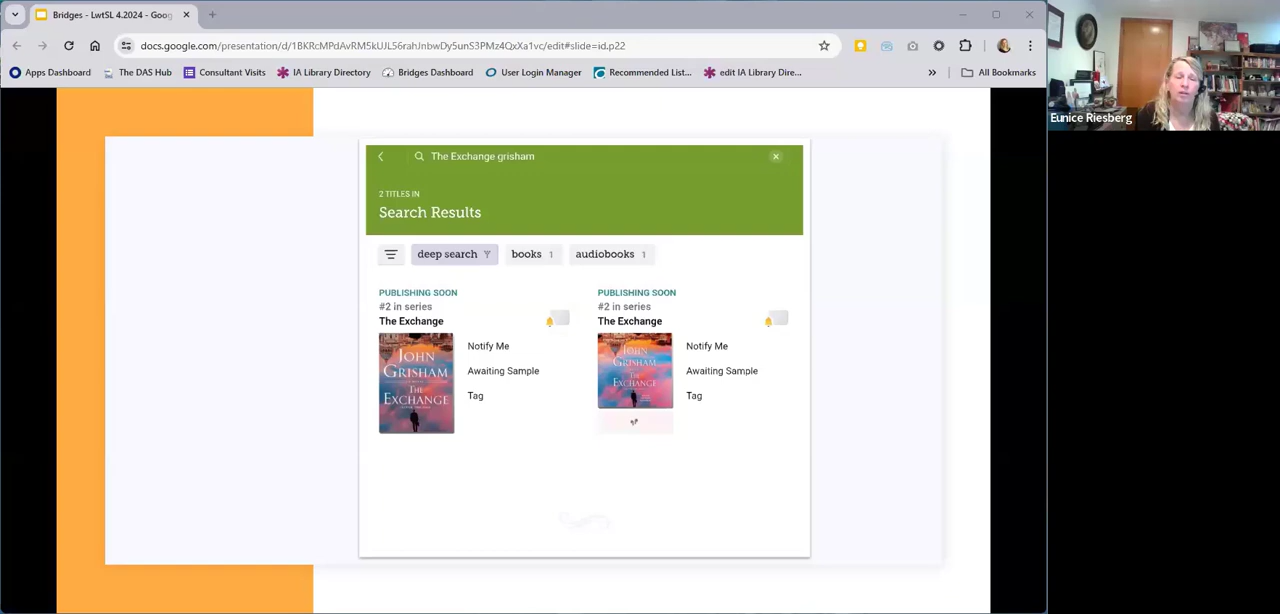 Bridges - LwtSL 4.2024 - Goog
docs.google.com/presentation/d/1BKRcMPdAvRM5kUJL56rahJnbwDy5unS3PMz4QxXa1vc/edit#slide=id.p22
Apps Dashboard
The DAS Hub
Consultant Visits
IA Library Directory
Bridges Dashboard
User Login Manager
Recommended List...
edit IA Library Dire...
All Bookmarks
Eunice Riesberg
The Exchange grisham
2 TITLES IN
Search Results
deep search
books 1
audiobooks 1
PUBLISHING SOON
#2 in series
The Exchange
JOHN
GRISHAM
THE
EXCHANGE
Notify Me
Awaiting Sample
Tag
PUBLISHING SOON
#2 in series
The Exchange
JOHN
GRISHAM
THE
EXCHANGE
Notify Me
Awaiting Sample
Tag